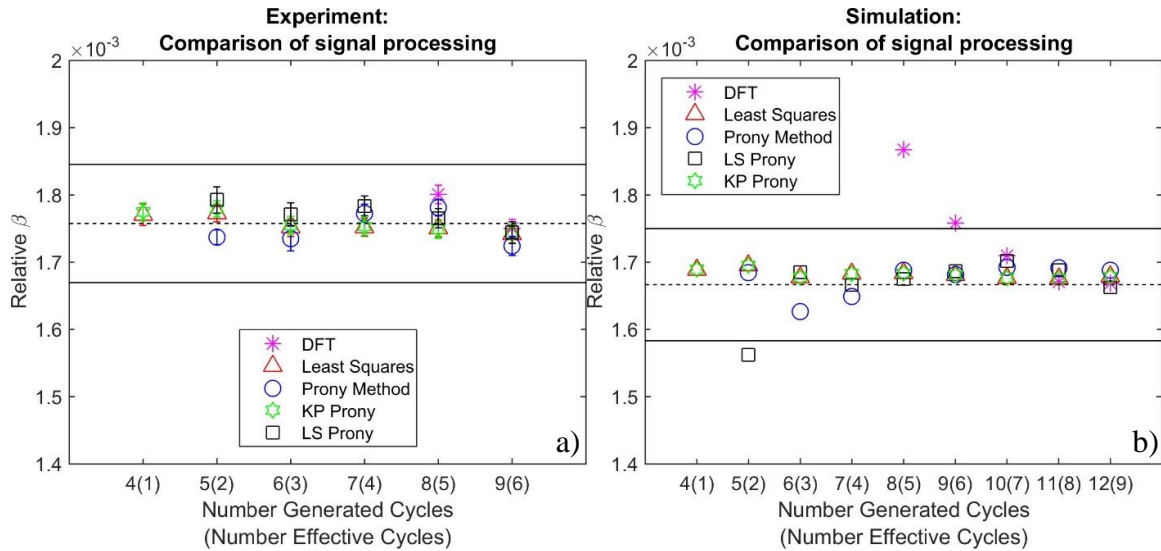 Experiment:
Comparison of signal processing
×10-3
2
1.9
1.8
1.7
1.6
1.5
1.4
Relative β
DFT
Least Squares
Prony Method
KP Prony
LS Prony
a)
4(1) 5(2) 6(3) 7(4) 8(5) 9(6)
Number Generated Cycles
(Number Effective Cycles)
Simulation:
Comparison of signal processing
×10-3
2
1.9
1.8
1.7
1.6
1.5
1.4
Relative β
DFT
Least Squares
Prony Method
LS Prony
KP Prony
b)
4(1) 5(2) 6(3) 7(4) 8(5) 9(6) 10(7) 11(8) 12(9)
Number Generated Cycles
(Number Effective Cycles)